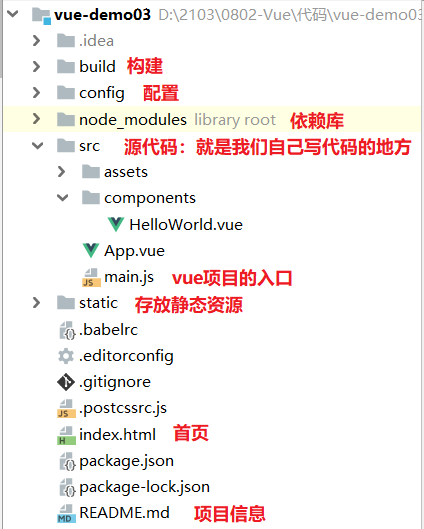 vue-demo03 D:\2103\0802-Vue\代码\vue-demo03
.idea
build 构建
config 配置
node_modules library root 依赖库
src 源代码：就是我们自己写代码的地方
assets
components
HelloWorld.vue
App.vue
main.js vue项目的入口
static 存放静态资源
.babelrc
.editorconfig
.gitignore
.postcssrc.js
index.html 首页
package.json
package-lock.json
README.md 项目信息